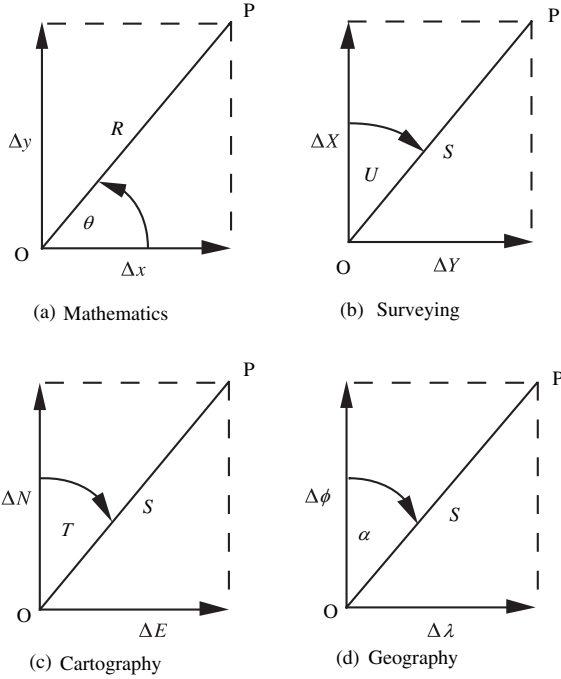 P
Δy
R
θ
O
Δx
(a) Mathematics
P
ΔX
S
U
O
ΔY
(b) Surveying
P
ΔN
S
T
O
ΔE
(c) Cartography
P
Δϕ
S
α
O
Δλ
(d) Geography